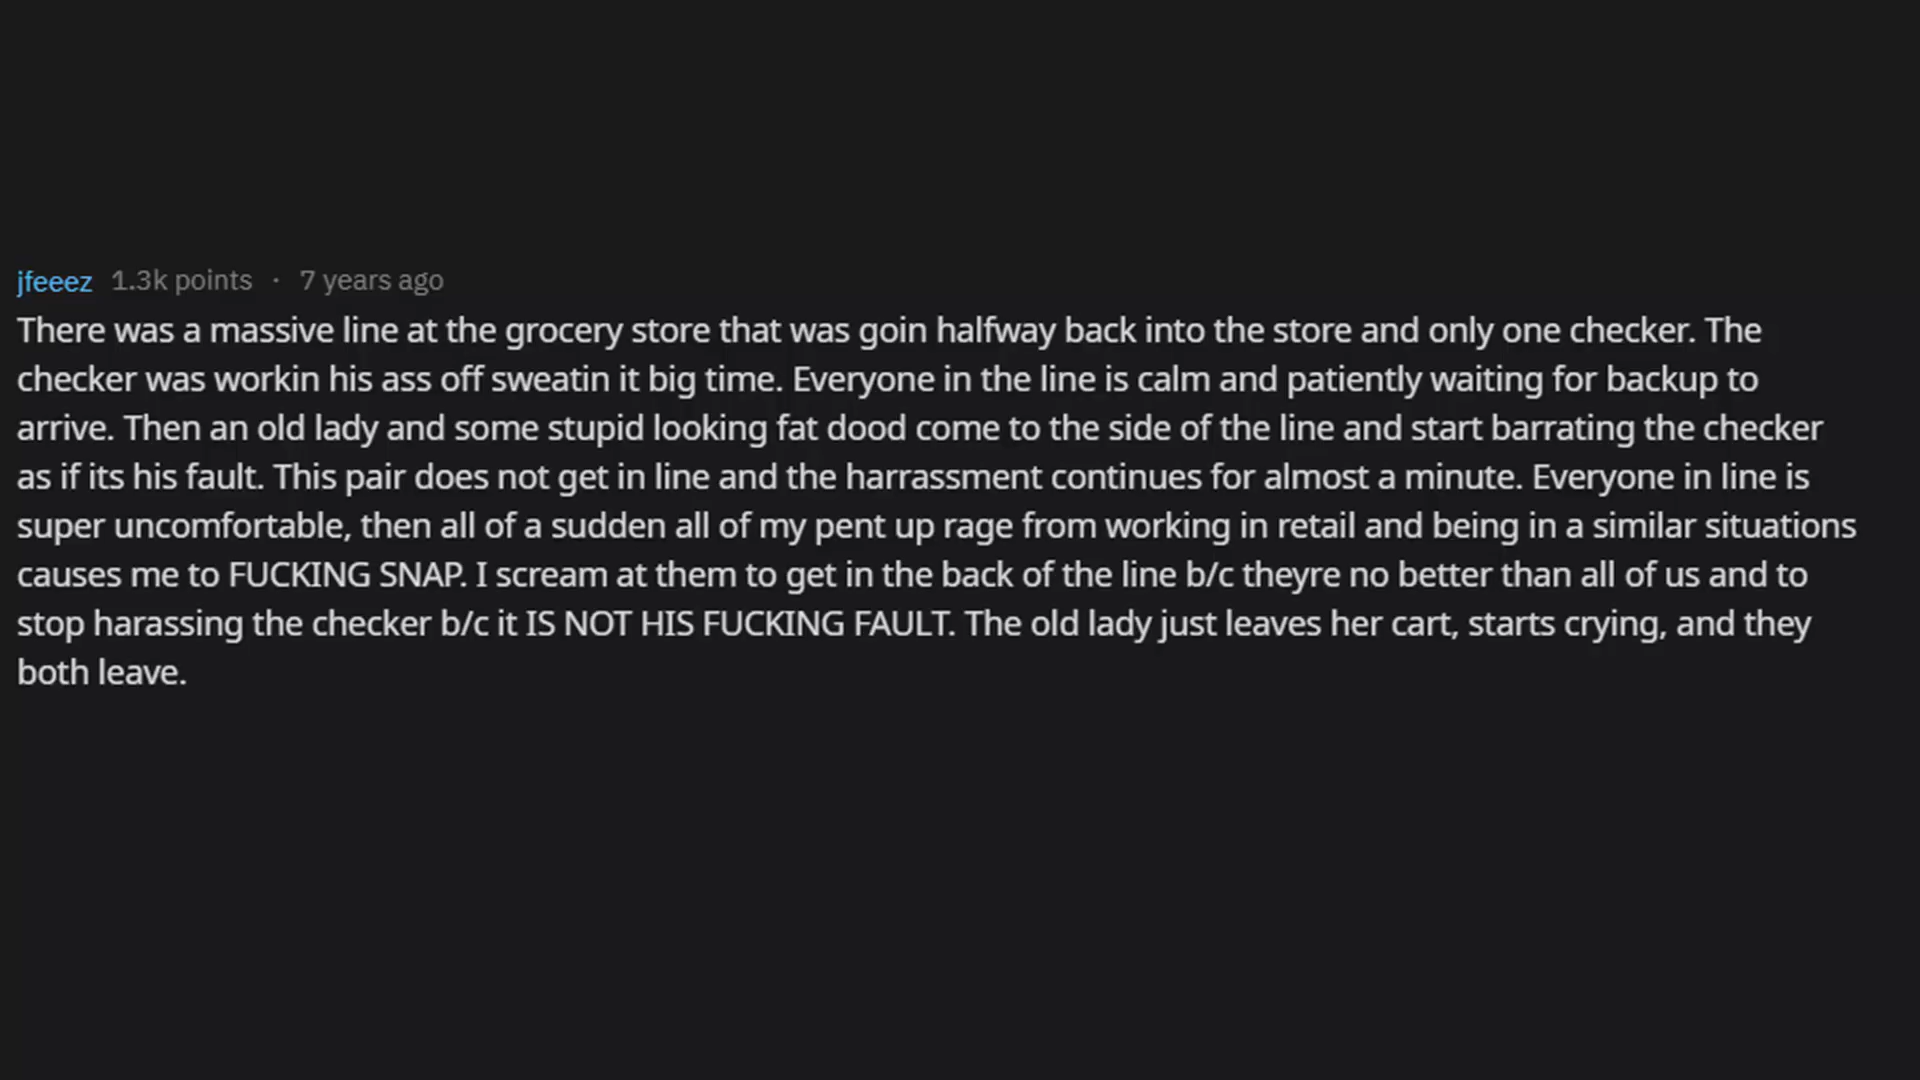 jfeeez 1.3k points · 7 years ago
There was a massive line at the grocery store that was goin halfway back into the store and only one checker. The
checker was workin his ass off sweatin it big time. Everyone in the line is calm and patiently waiting for backup to
arrive. Then an old lady and some stupid looking fat dood come to the side of the line and start barrating the checker
as if its his fault. This pair does not get in line and the harrassment continues for almost a minute. Everyone in line is
super uncomfortable, then all of a sudden all of my pent up rage from working in retail and being in a similar situations
causes me to FUCKING SNAP. I scream at them to get in the back of the line b/c theyre no better than all of us and to
stop harassing the checker b/c it IS NOT HIS FUCKING FAULT. The old lady just leaves her cart, starts crying, and they
both leave.